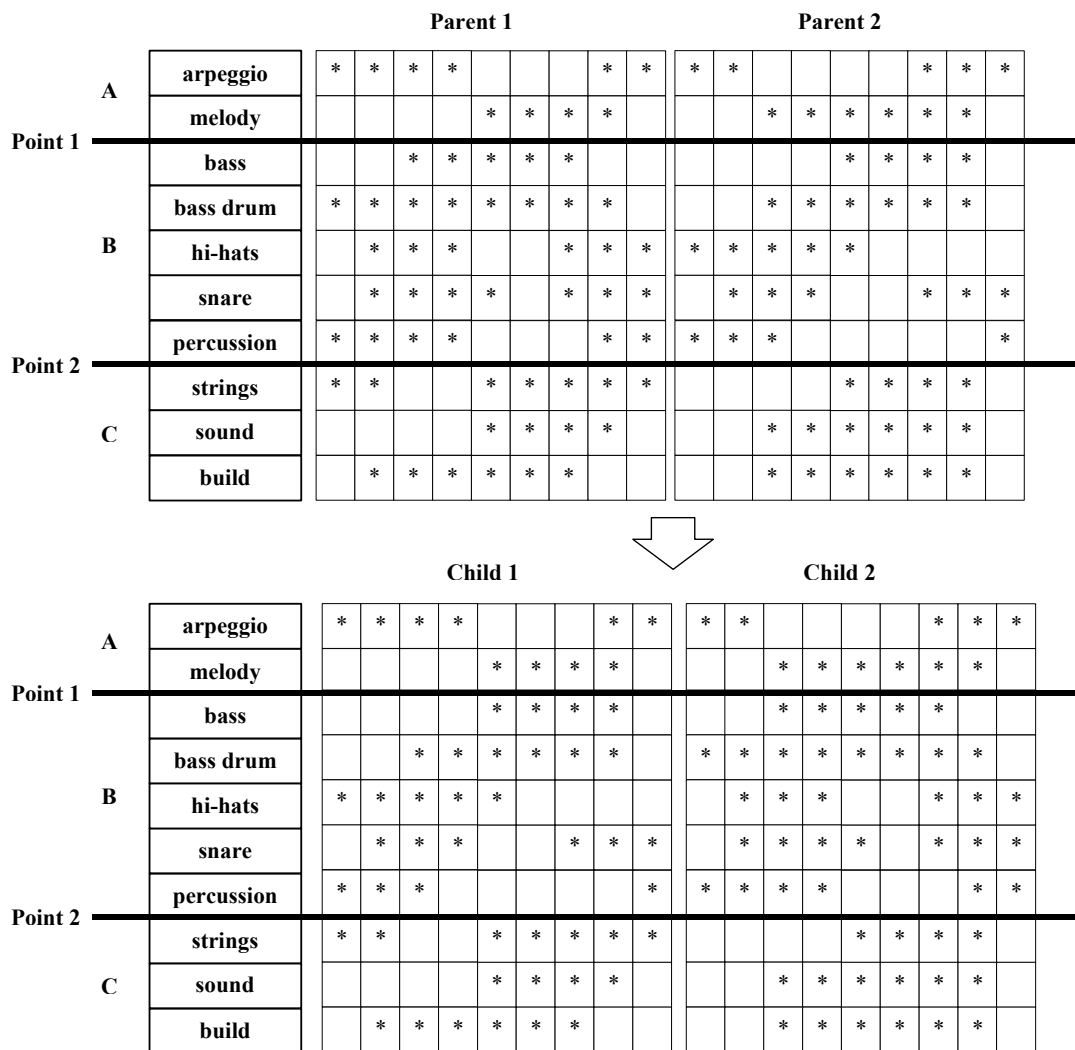 Parent 1 Parent 2
A
arpeggio * * * * * * * * * * *
melody * * * * * * * * * *
Point 1
bass * * * * * * * * *
bass drum * * * * * * * * * * * * * *
B
hi-hats * * * * * * * * * * *
snare * * * * * * * * * * * * *
percussion * * * * * * * * * *
Point 2
strings * * * * * * * * * * *
C
sound * * * * * * * * * *
build * * * * * * * * * * * *
Child 1 Child 2
A
arpeggio * * * * * * * * * * *
melody * * * * * * * * * *
Point 1
bass * * * * * * * * *
bass drum * * * * * * * * * * * * * *
B
hi-hats * * * * * * * * * * *
snare * * * * * * * * * * * * *
percussion * * * * * * * * * *
Point 2
strings * * * * * * * * * * *
C
sound * * * * * * * * * *
build * * * * * * * * * * * *